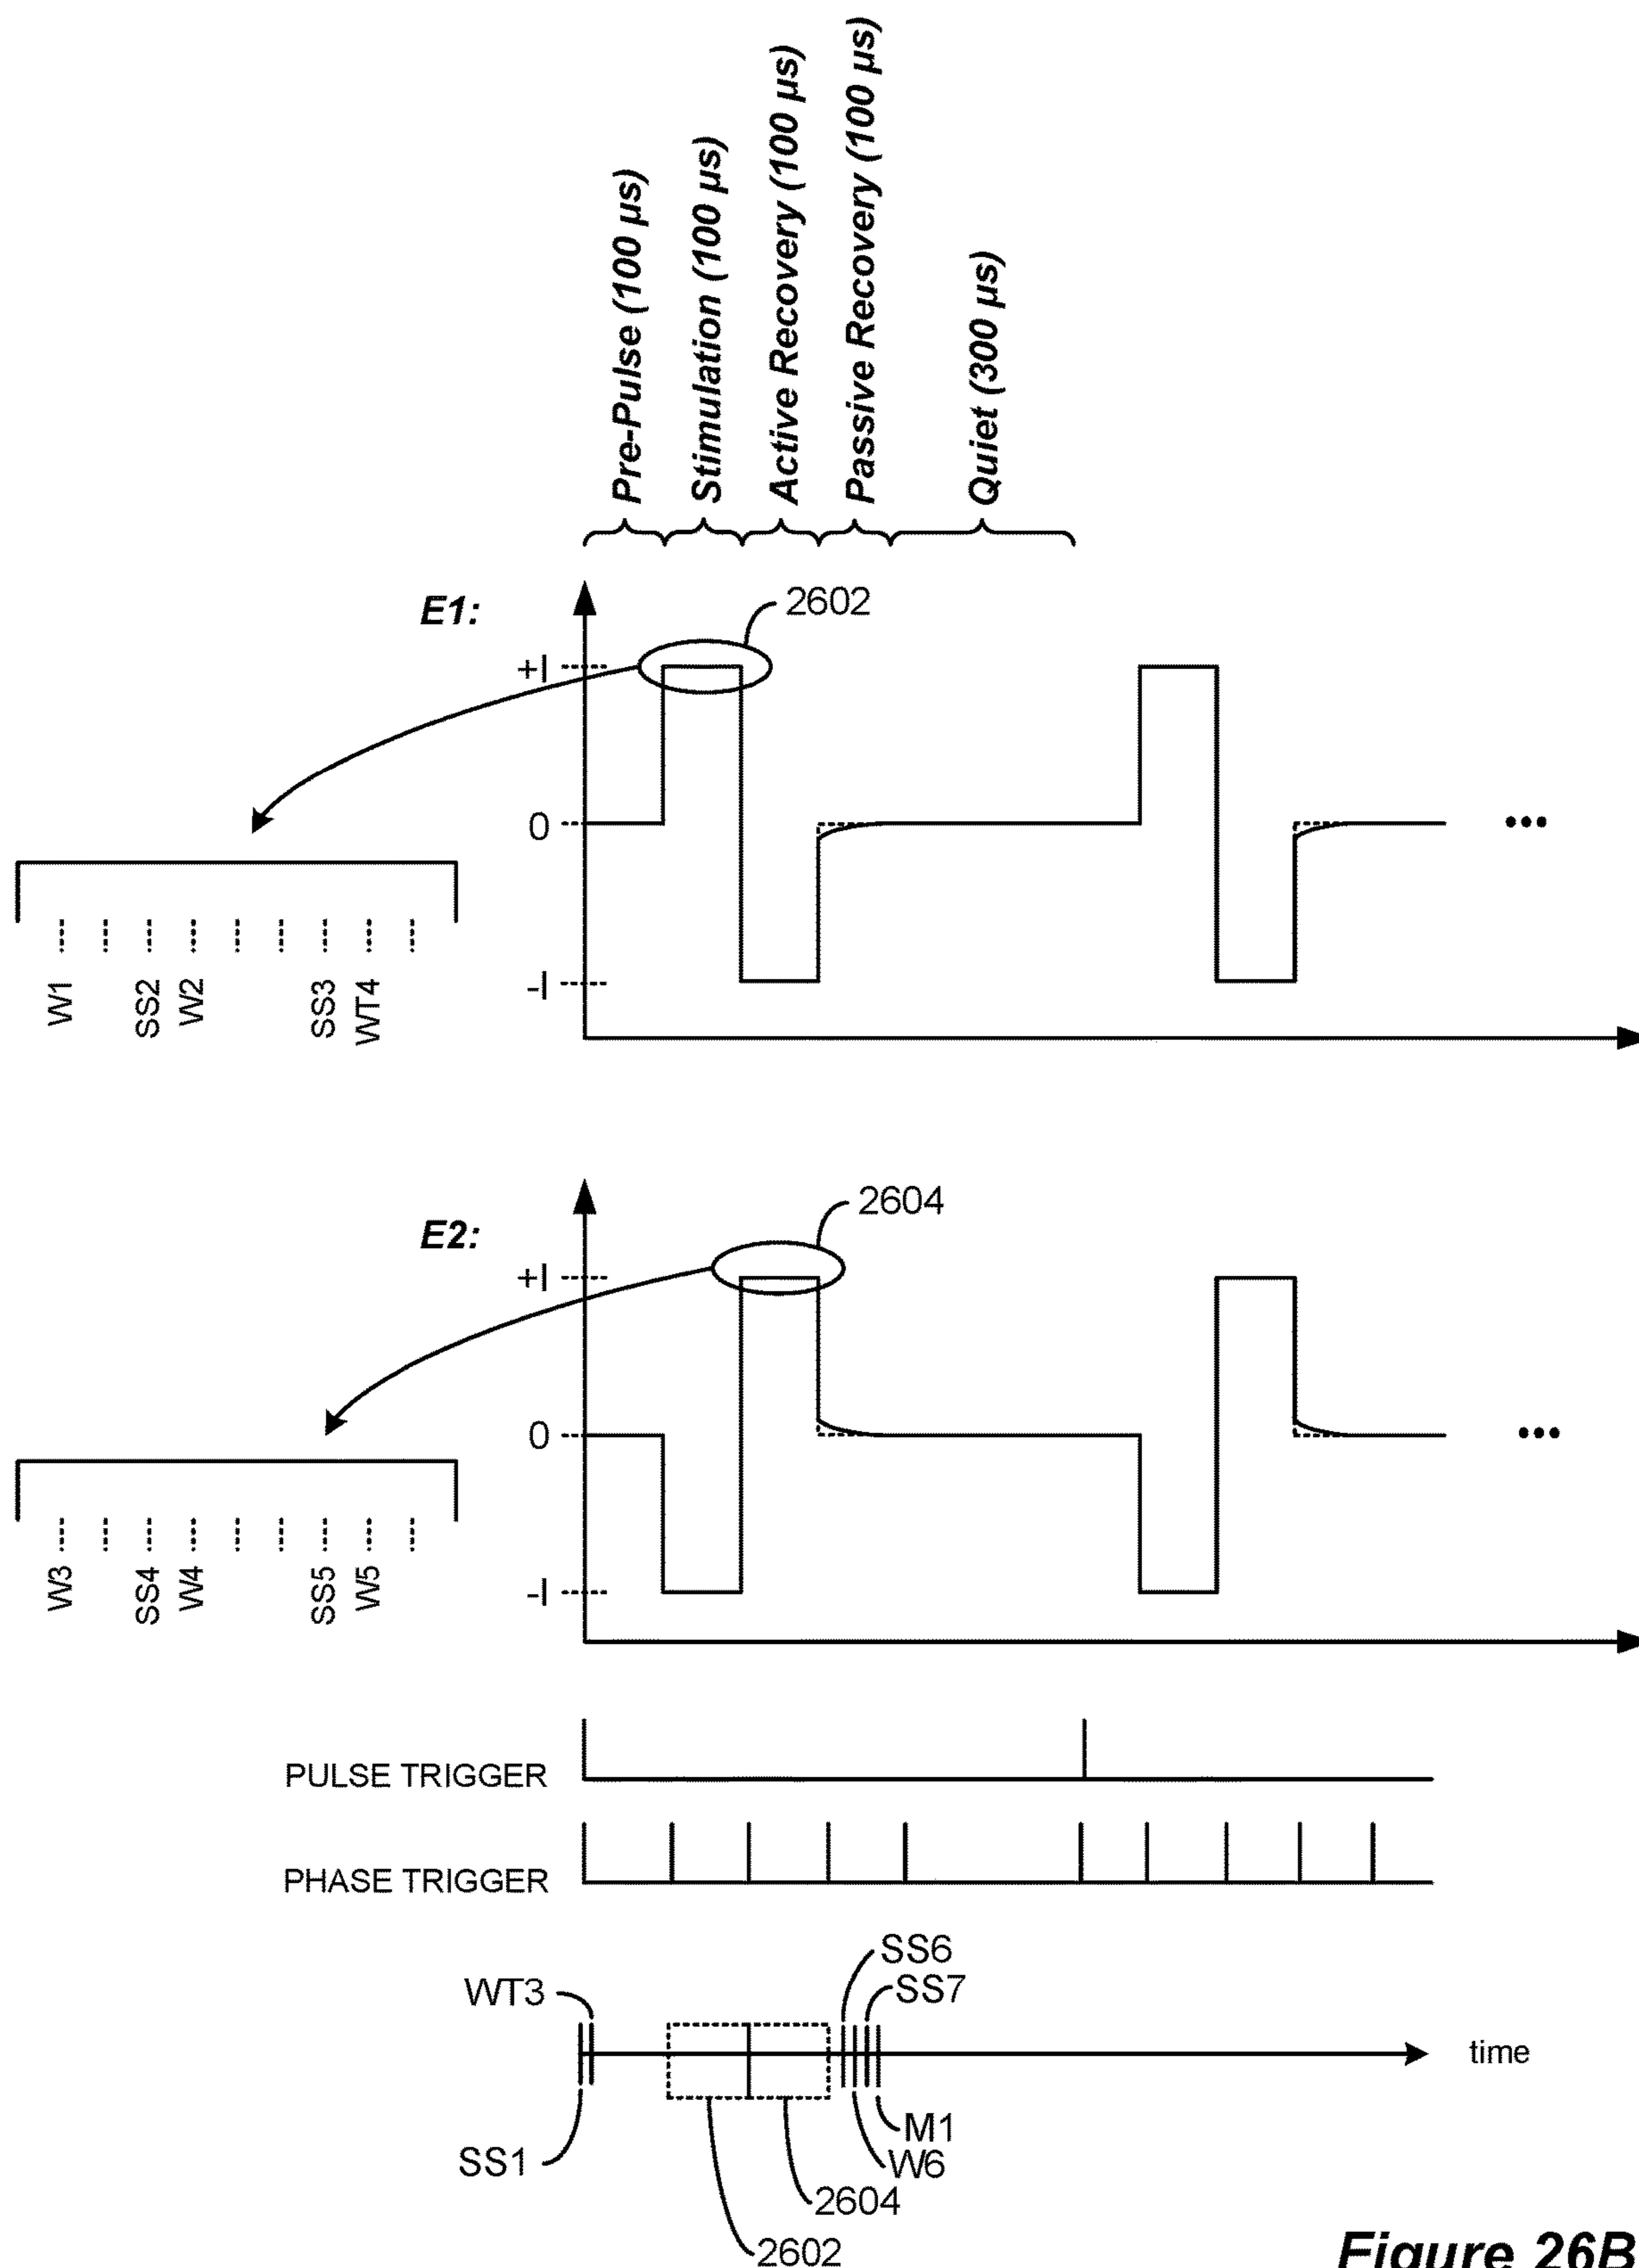 Pre-Pulse (100 µs)
Stimulation (100 µs)
Active Recovery (100 µs)
Passive Recovery (100 µs)
Quiet (300 µs)
E1:
2602
+I
0
-I
•••
W1
SS2
W2
SS3
WT4
E2:
2604
+I
0
-I
•••
W3
SS4
W4
SS5
W5
PULSE TRIGGER
PHASE TRIGGER
SS6
WT3
SS7
time
M1
SS1
W6
2604
2602
Figure 26B